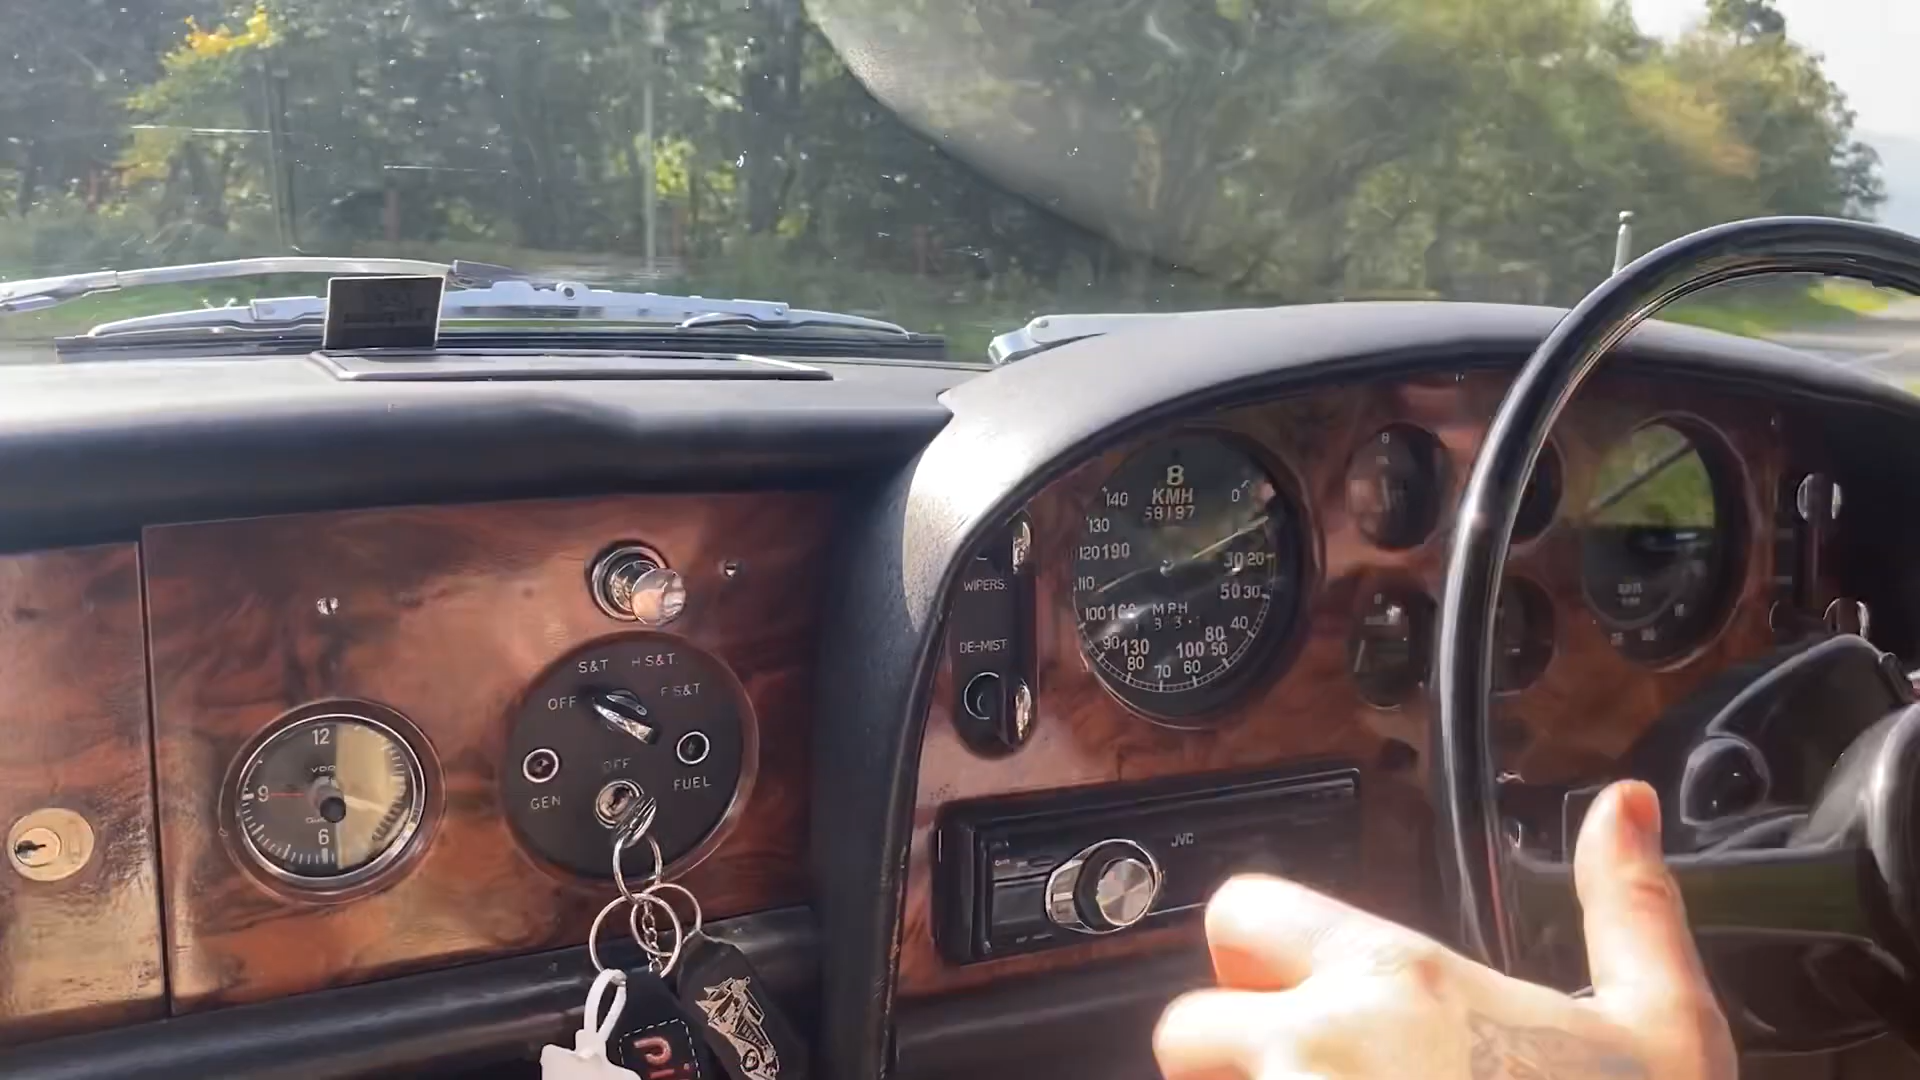 S&T H S&T.
OFF F S&T
OFF
GEN FUEL
12
VDO
9
6
WIPERS.
DE-MIST
B
KMH
58197
140 0
130
120 190 30 20
110 50 30
100 160 MPH 40
90 130 100 80 50
80 70 60
JVC